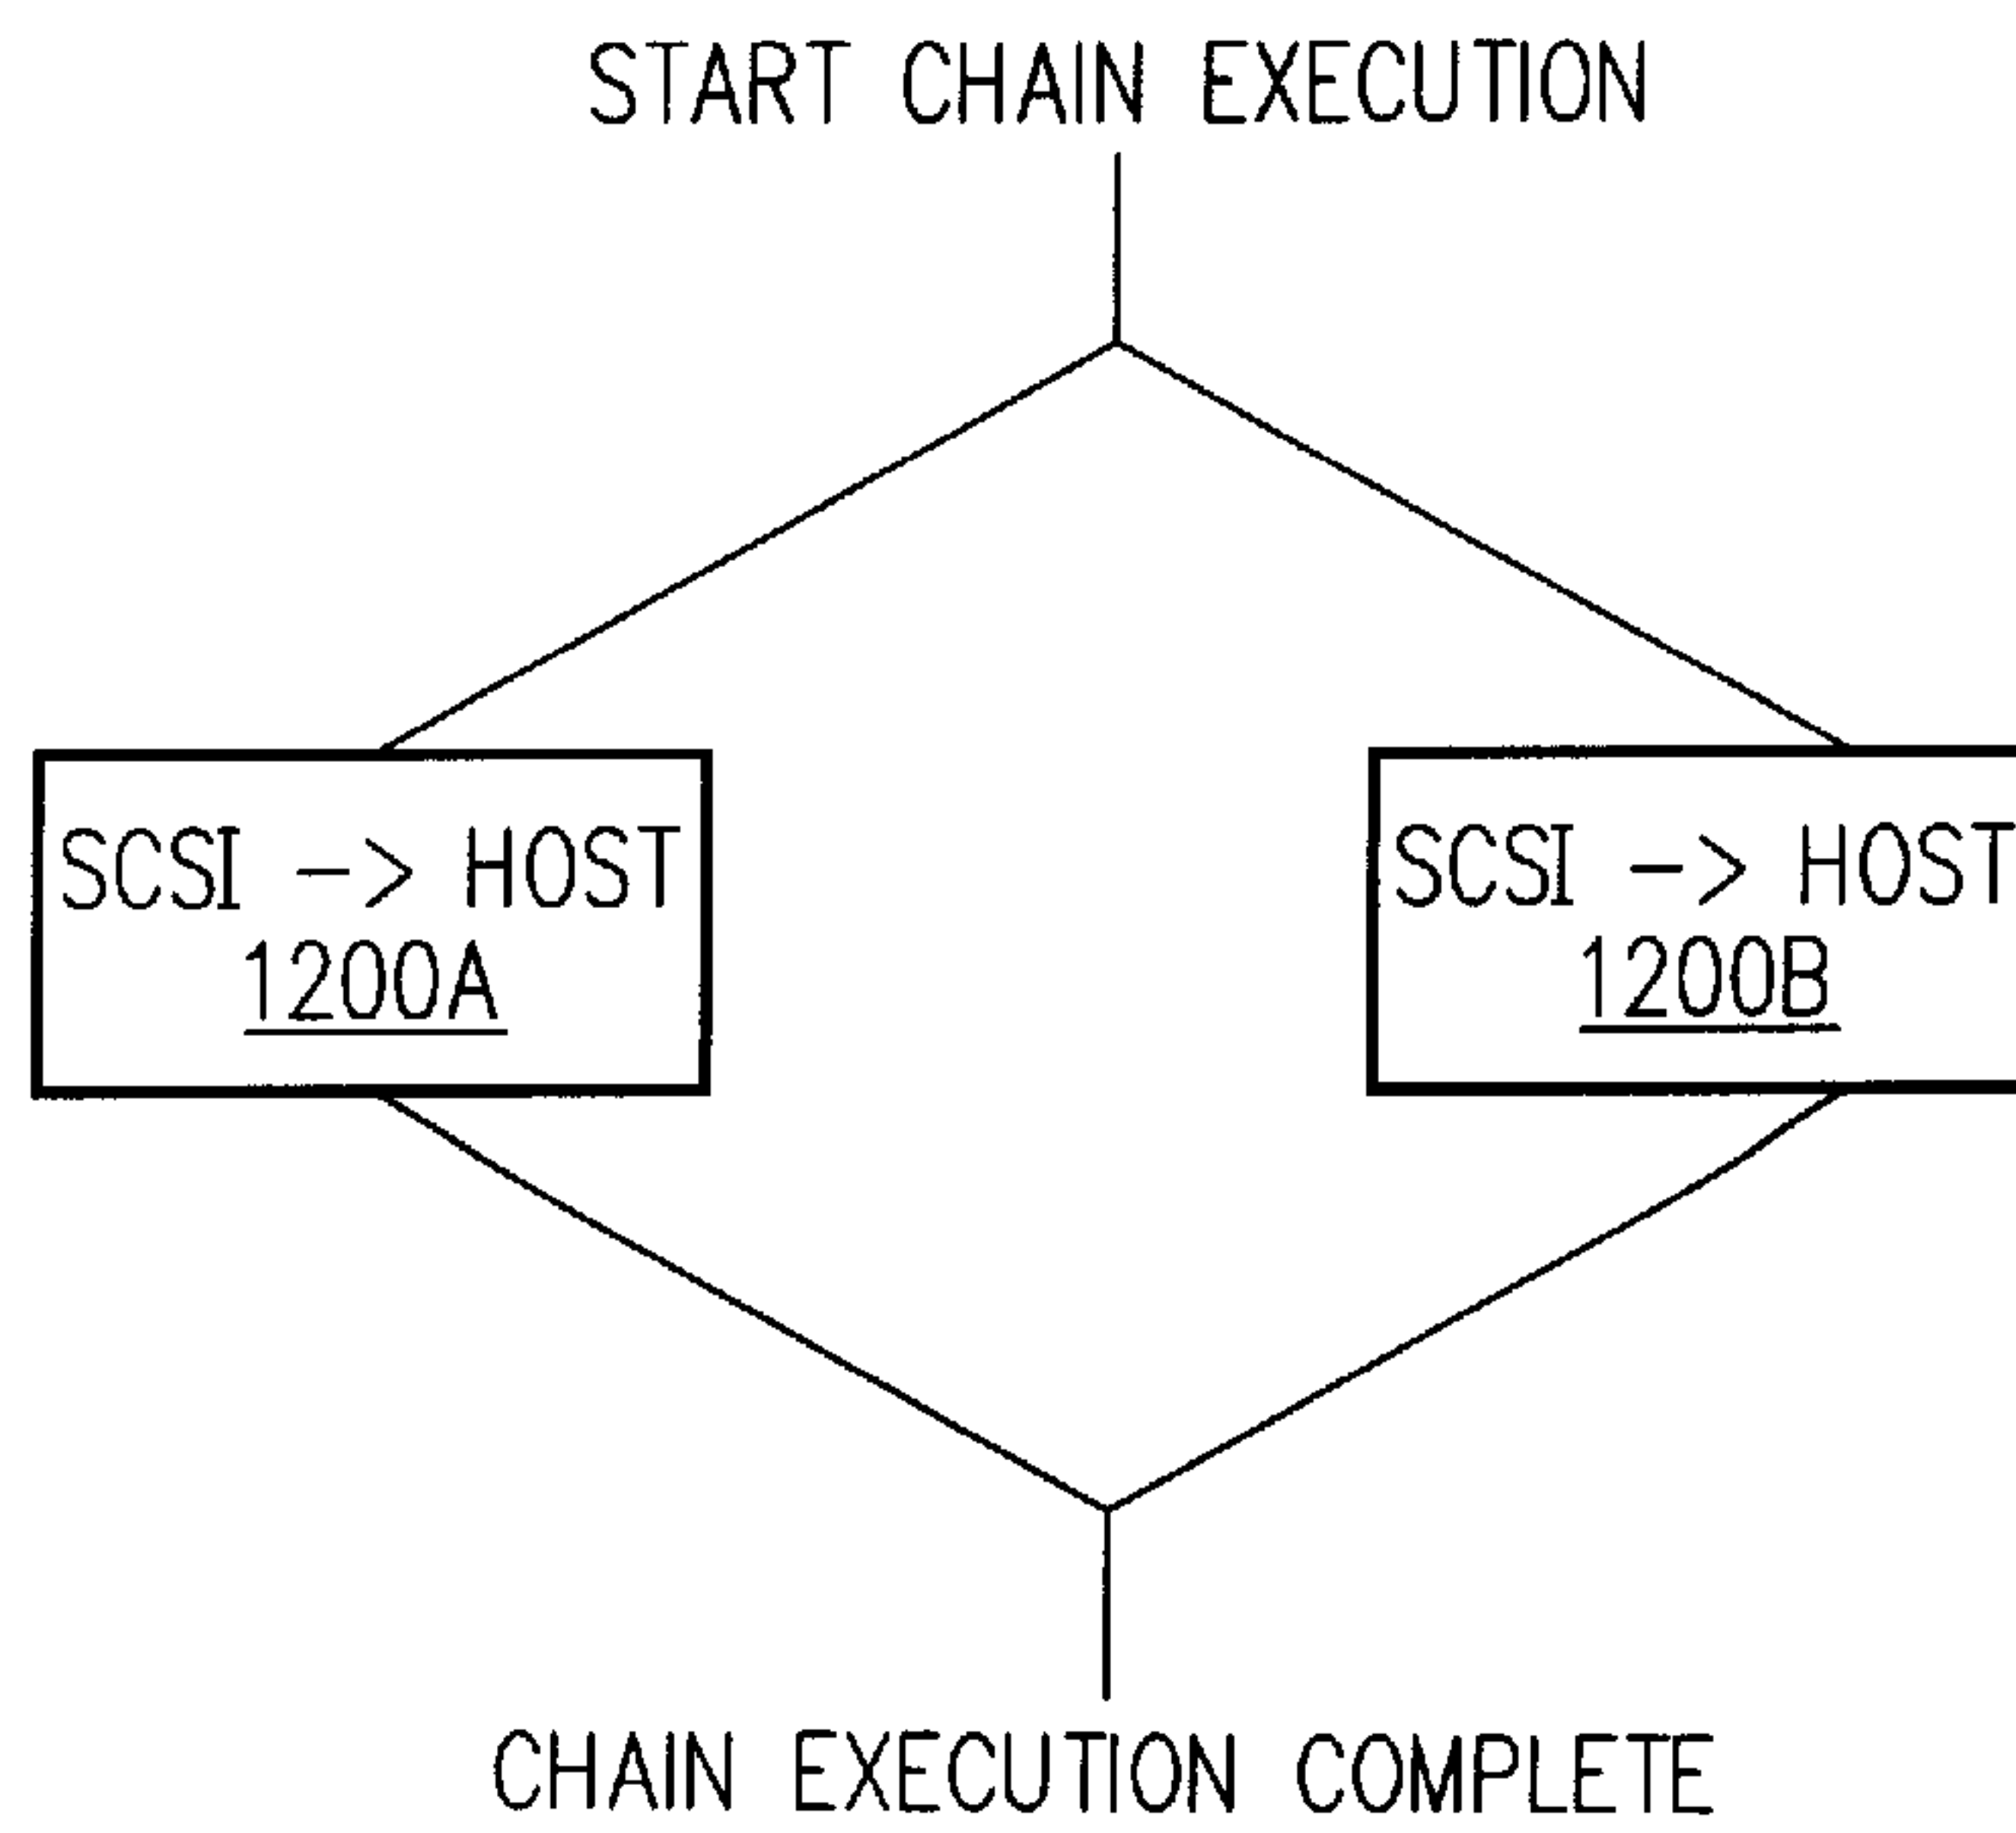 START CHAIN EXECUTION
SCSI -> HOST
1200A
SCSI -> HOST
1200B
CHAIN EXECUTION COMPLETE